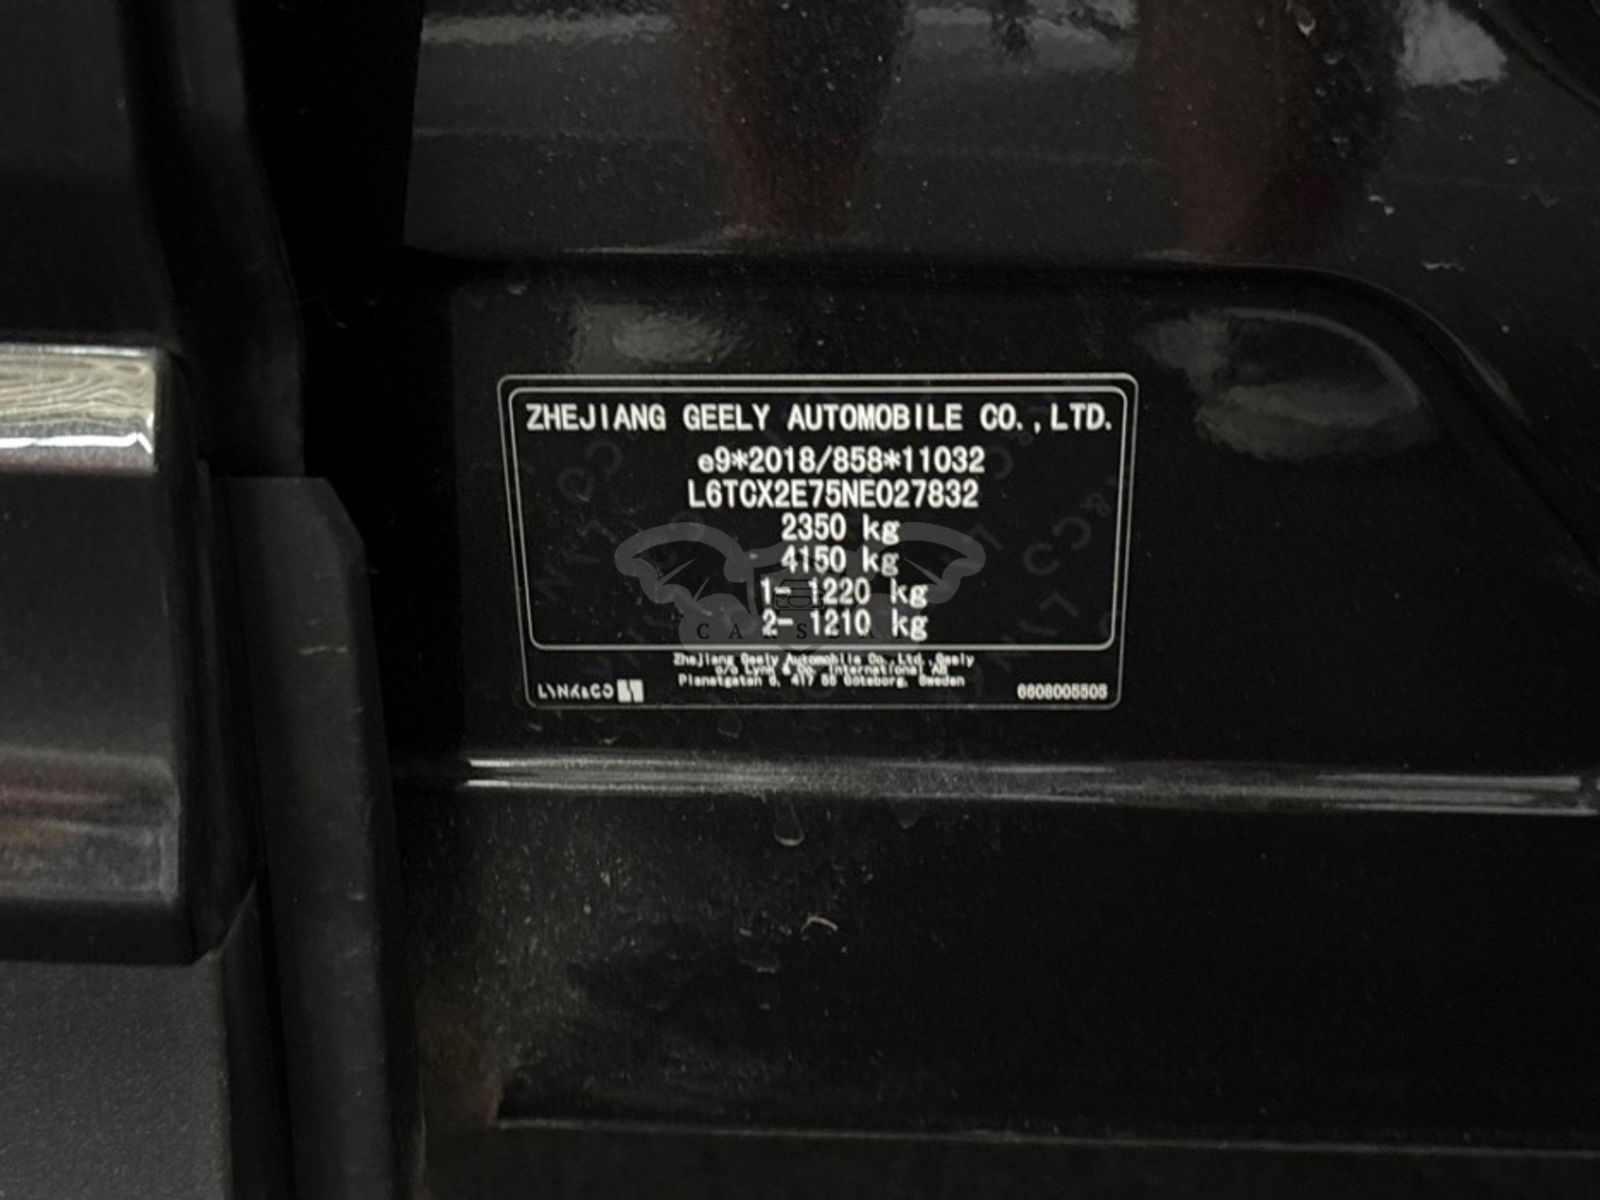 ZHEJIANG GEELY AUTOMOBILE CO.,LTD.
e9*2018/858*11032
L6TCX2E75NE027832
2350 kg
4150 kg
1- 1220 kg
2- 1210 kg
Zhejiang Geely Automobile Co.,Ltd.,Geely
c/o Lynk & Co. International AB
Planetgatan 6, 417 55 Göteborg, Sweden
LYNK&CO
6608005505